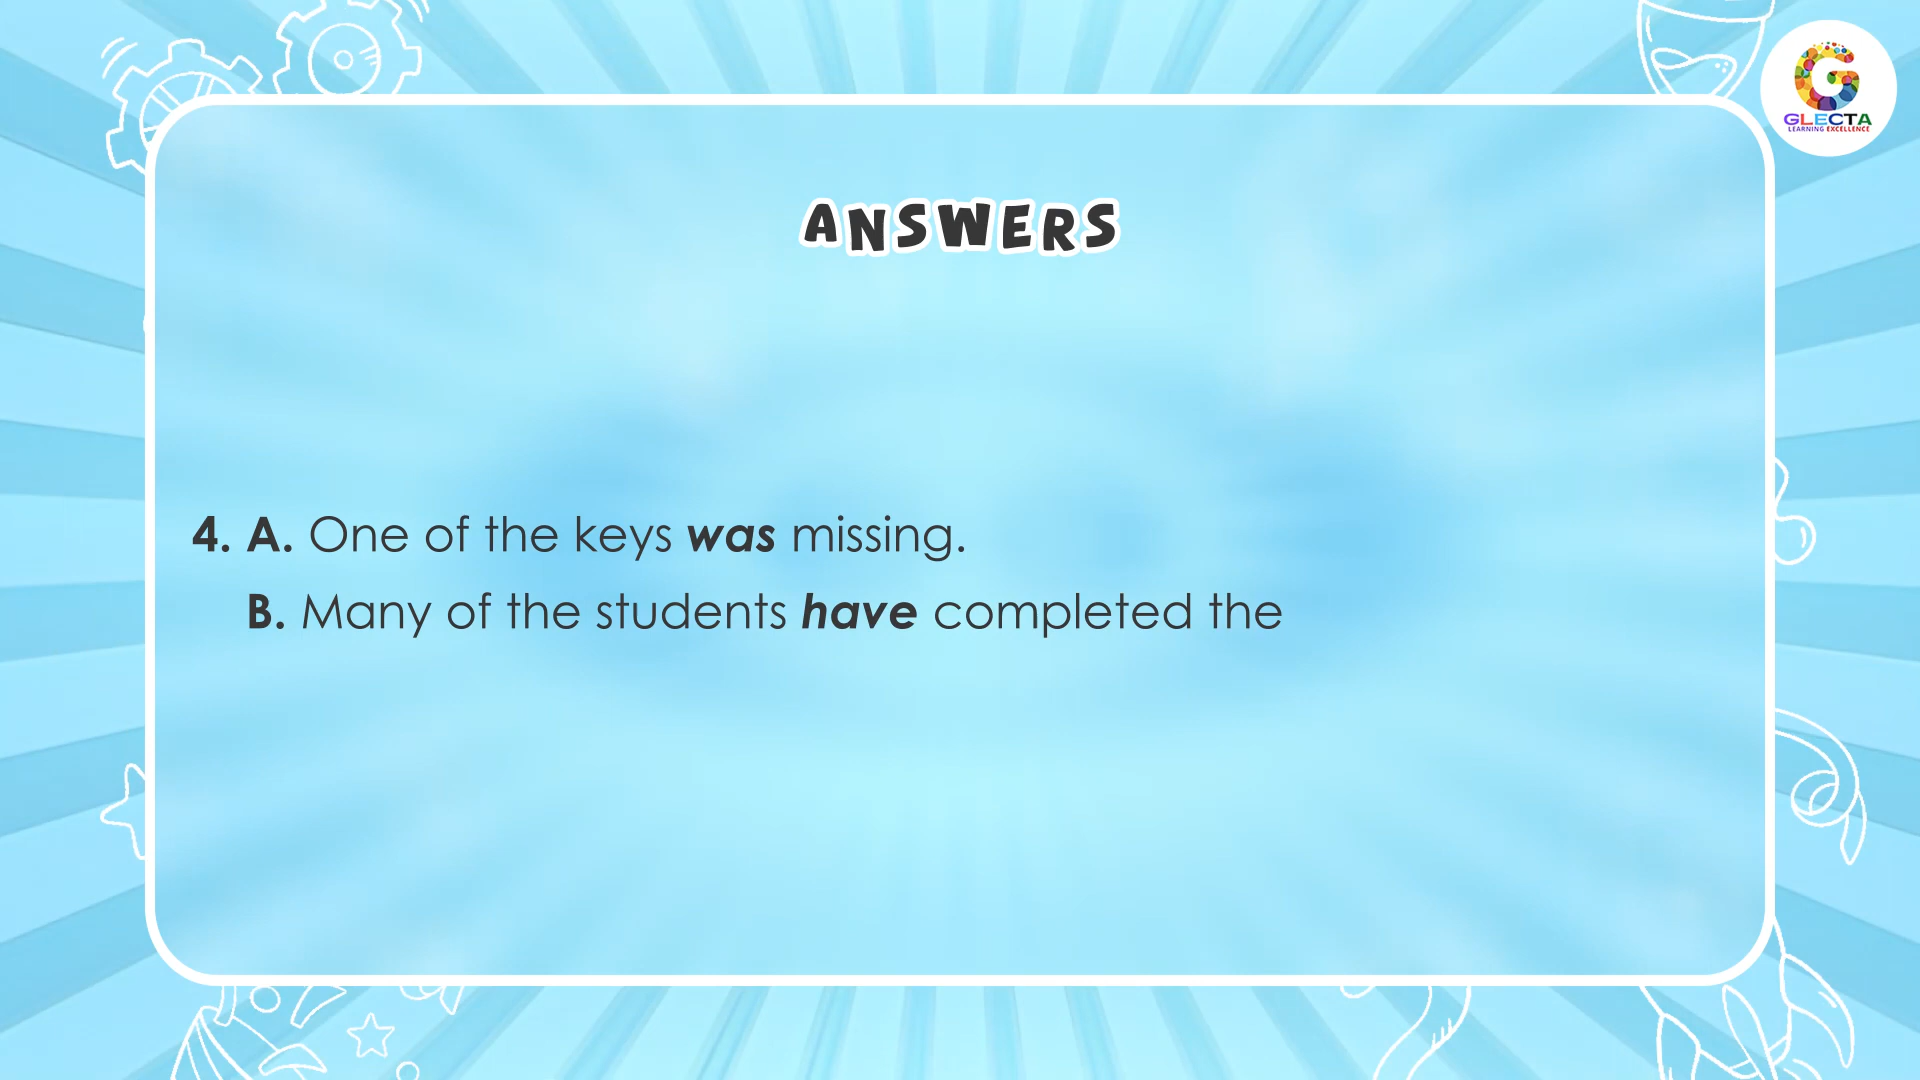 GLECTA
LEARNING EXCELLENCE
ANSWERS
4. A. One of the keys was missing.
B. Many of the students have completed the